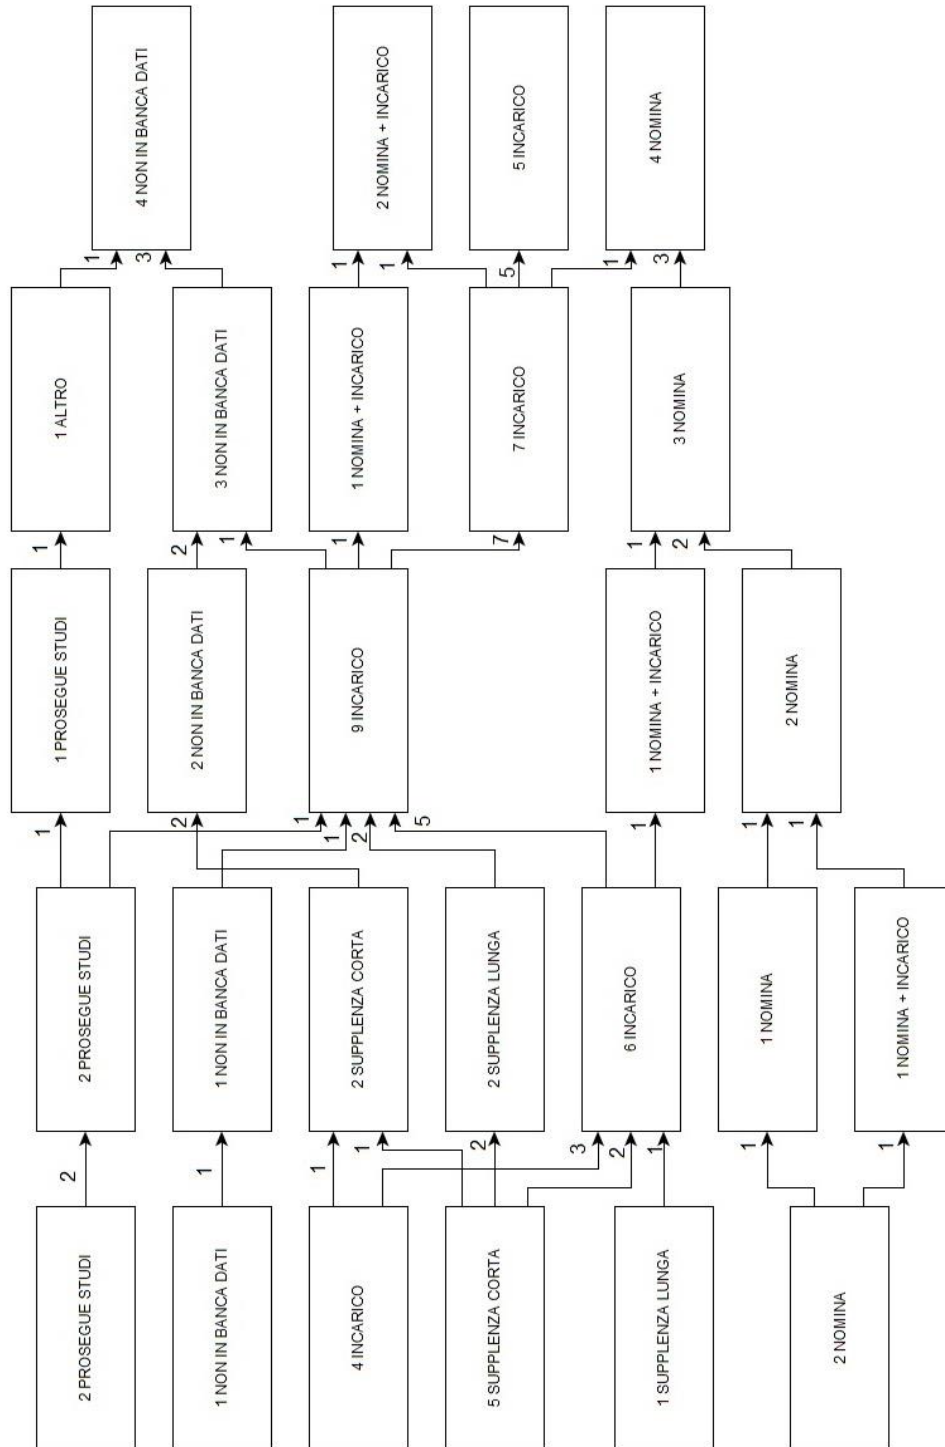 2 PROSEGUE STUDI
1 NON IN BANCA DATI
4 INCARICO
5 SUPPLENZA CORTA
1 SUPPLENZA LUNGA
2 NOMINA
2
1
1
1
2
3
2
1
1
1
2 PROSEGUE STUDI
1 NON IN BANCA DATI
2 SUPPLENZA CORTA
2 SUPPLENZA LUNGA
6 INCARICO
1 NOMINA
1 NOMINA + INCARICO
1
2
1
1
2
5
1
1
1
1 PROSEGUE STUDI
2 NON IN BANCA DATI
9 INCARICO
1 NOMINA + INCARICO
2 NOMINA
1
2
1
1
7
1
2
1 ALTRO
3 NON IN BANCA DATI
1 NOMINA + INCARICO
7 INCARICO
3 NOMINA
1
3
1
1
5
1
3
4 NON IN BANCA DATI
2 NOMINA + INCARICO
5 INCARICO
4 NOMINA